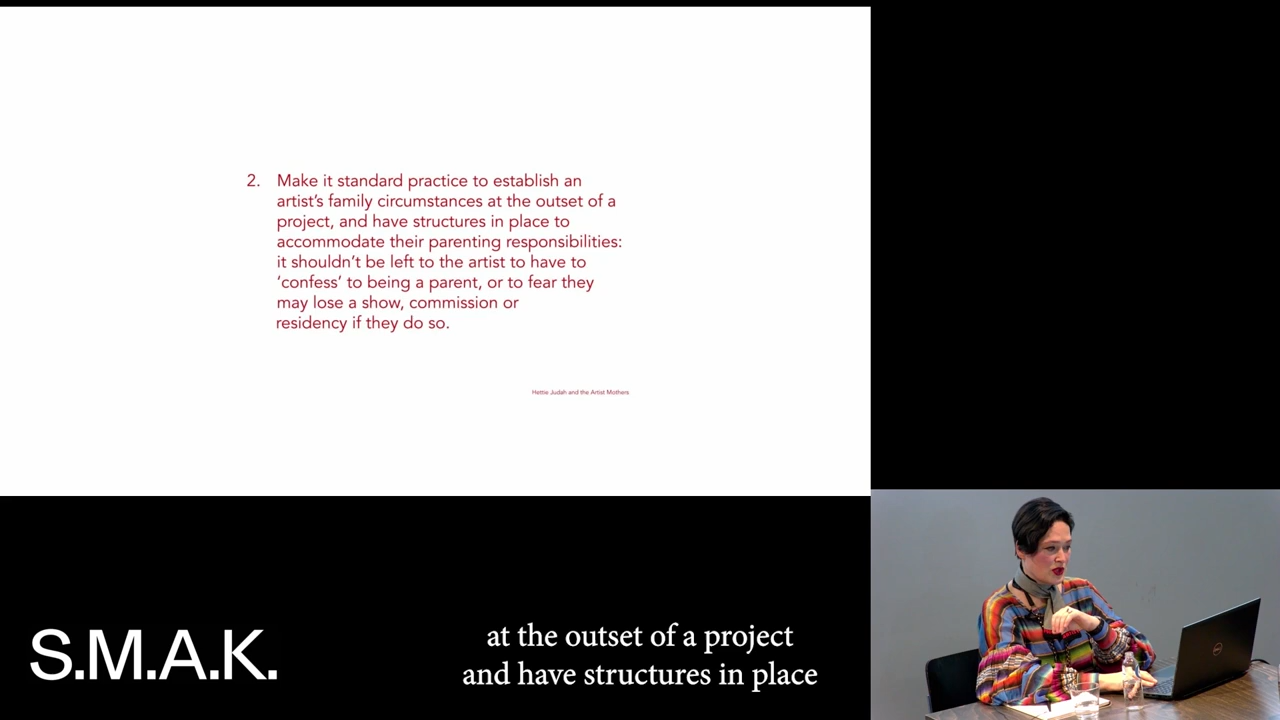 2. Make it standard practice to establish an
artist’s family circumstances at the outset of a
project, and have structures in place to
accommodate their parenting responsibilities:
it shouldn’t be left to the artist to have to
‘confess’ to being a parent, or to fear they
may lose a show, commission or
residency if they do so.
Hettie Judah and the Artist Mothers
S.M.A.K.
at the outset of a project
and have structures in place
DELL